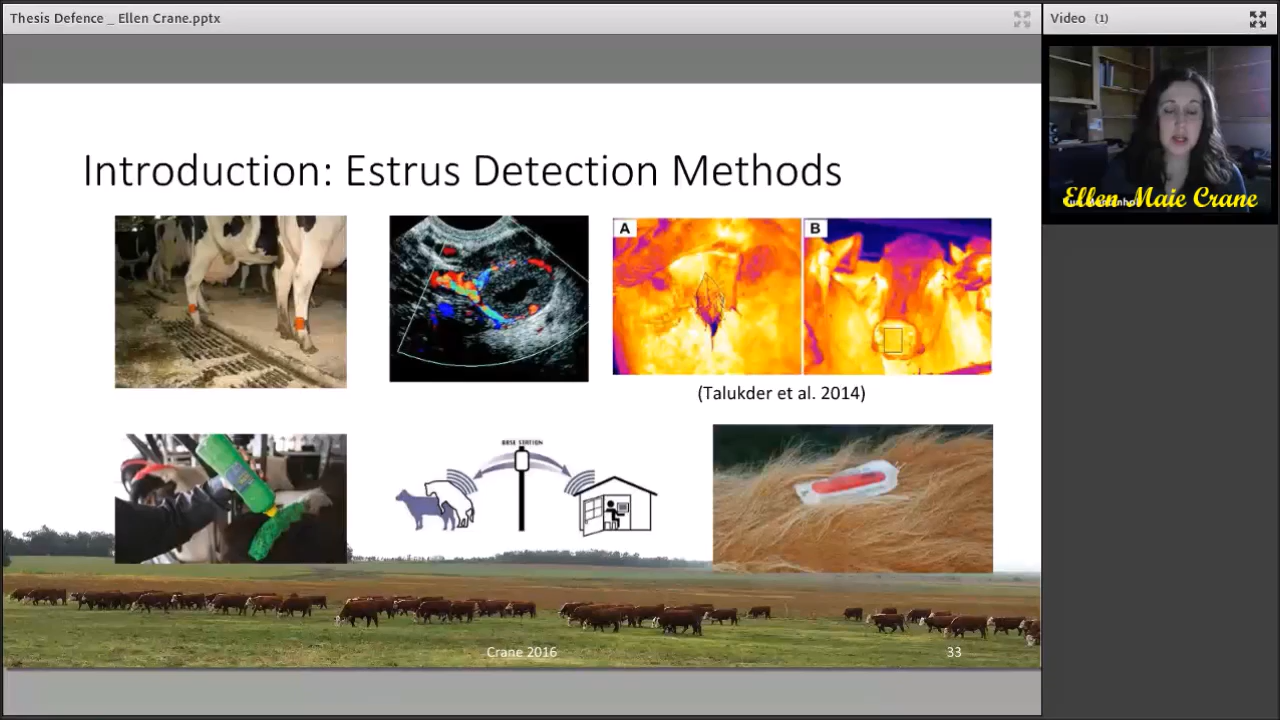 Thesis Defence _ Ellen Crane.pptx
Video (1)
Introduction: Estrus Detection Methods
Ellen Maie Crane
A
B
(Talukder et al. 2014)
BASE STATION
Crane 2016
33